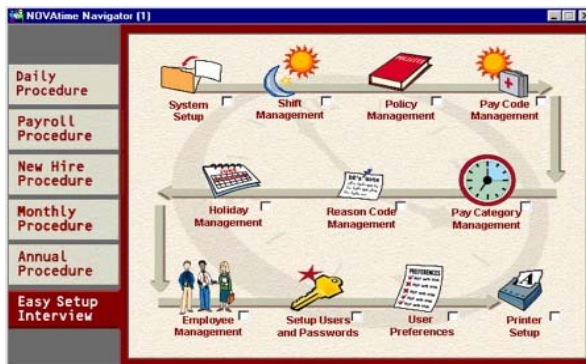 NOVAtime Navigator [1]
Daily
Procedure
Payroll
Procedure
New Hire
Procedure
Monthly
Procedure
Annual
Procedure
Easy Setup
Interview
System
Setup
Shift
Management
Policy
Management
Pay Code
Management
Holiday
Management
Reason Code
Management
Pay Category
Management
Employee
Management
Setup Users
and Passwords
PREFERENCES
User
Preferences
A
Printer
Setup